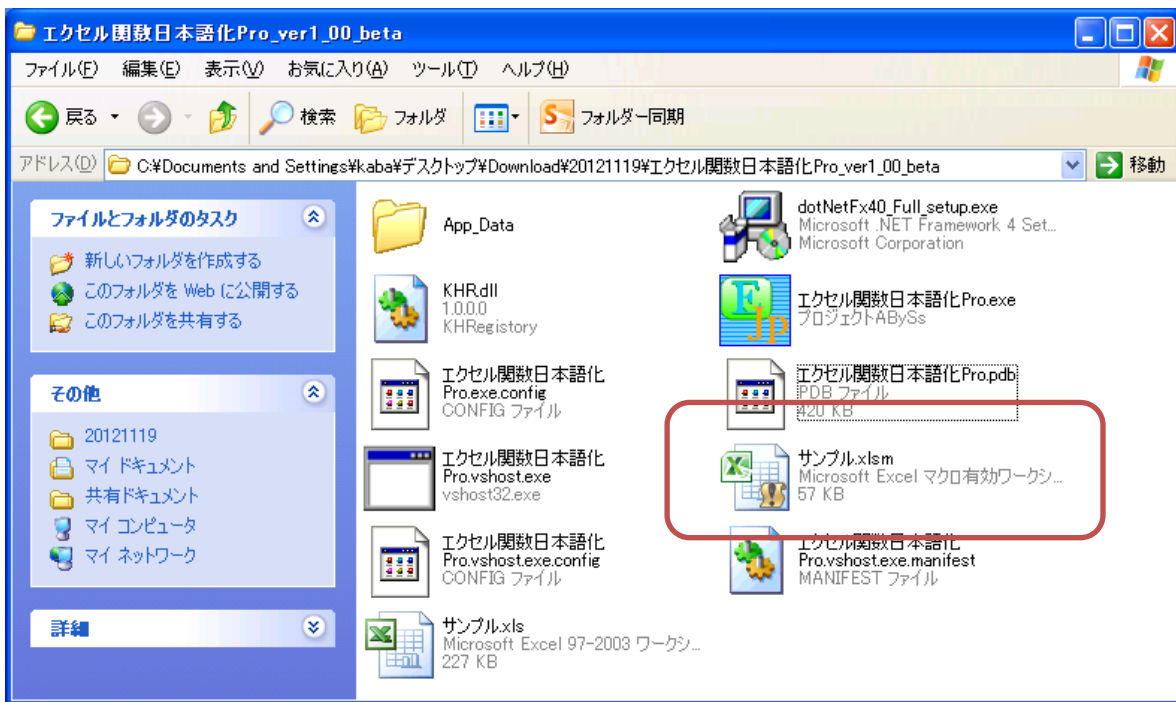 エクセル関数日本語化Pro_ver1_00_beta
ファイル(F) 編集(E) 表示(V) お気に入り(A) ツール(T) ヘルプ(H)
戻る 検索 フォルダ フォルダー同期
アドレス(D) C:¥Documents and Settings¥kaba¥デスクトップ¥Download¥20121119¥エクセル関数日本語化Pro_ver1_00_beta 移動
ファイルとフォルダのタスク
新しいフォルダを作成する
このフォルダを Web に公開する
このフォルダを共有する
その他
20121119
マイ ドキュメント
共有ドキュメント
マイ コンピュータ
マイ ネットワーク
詳細
App_Data
dotNetFx40_Full_setup.exe
Microsoft .NET Framework 4 Set...
Microsoft Corporation
KHR.dll
1.0.0.0
KHRegistory
エクセル関数日本語化Pro.exe
プロジェクトABySs
エクセル関数日本語化
Pro.exe.config
CONFIG ファイル
エクセル関数日本語化Pro.pdb
PDB ファイル
420 KB
エクセル関数日本語化
Pro.vshost.exe
vshost32.exe
サンプル.xlsm
Microsoft Excel マクロ有効ワークシ...
57 KB
エクセル関数日本語化
Pro.vshost.exe.config
CONFIG ファイル
エクセル関数日本語化
Pro.vshost.exe.manifest
MANIFEST ファイル
サンプル.xls
Microsoft Excel 97-2003 ワークシ...
227 KB